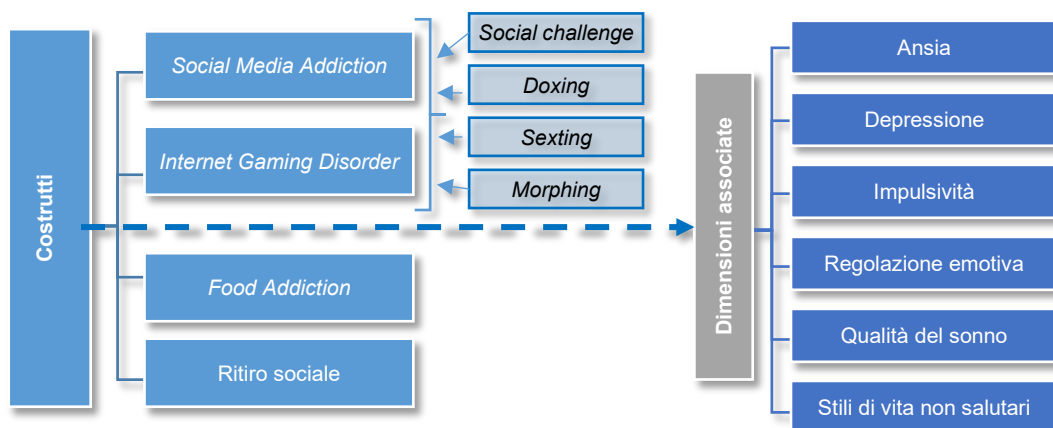 Costrutti
Social Media Addiction
Internet Gaming Disorder
Food Addiction
Ritiro sociale
Social challenge
Doxing
Sexting
Morphing
Dimensioni associate
Ansia
Depressione
Impulsività
Regolazione emotiva
Qualità del sonno
Stili di vita non salutari